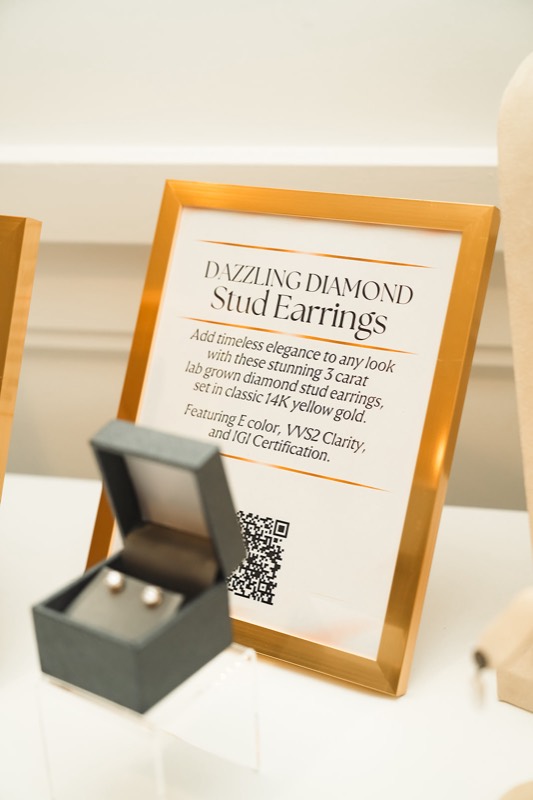 DAZZLING DIAMOND
Stud Earrings
Add timeless elegance to any look
with these stunning 3 carat
lab grown diamond stud earrings,
set in classic 14K yellow gold.
Featuring E color, VVS2 Clarity,
and IGI Certification.